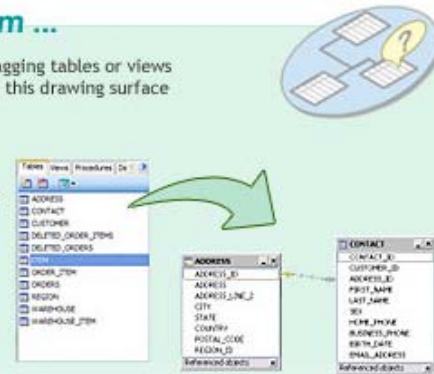 m ...
agging tables or views
this drawing surface
?
Tables Views Procedures
ADDRESS
CONTACT
CUSTOMER
DELETED_ORDER_ITEMS
DELETED_ORDERS
ITEM
ORDER_ITEM
ORDERS
REGION
WAREHOUSE
WAREHOUSE_ITEM
ADDRESS
ADDRESS_ID
ADDRESS
ADDRESS_LINE_2
CITY
STATE
COUNTRY
POSTAL_CODE
REGION_ID
Referenced objects
CONTACT
CONTACT_ID
CUSTOMER_ID
ADDRESS_ID
FIRST_NAME
LAST_NAME
SEX
HOME_PHONE
BUSINESS_PHONE
BIRTH_DATE
EMAIL_ADDRESS
Referenced objects